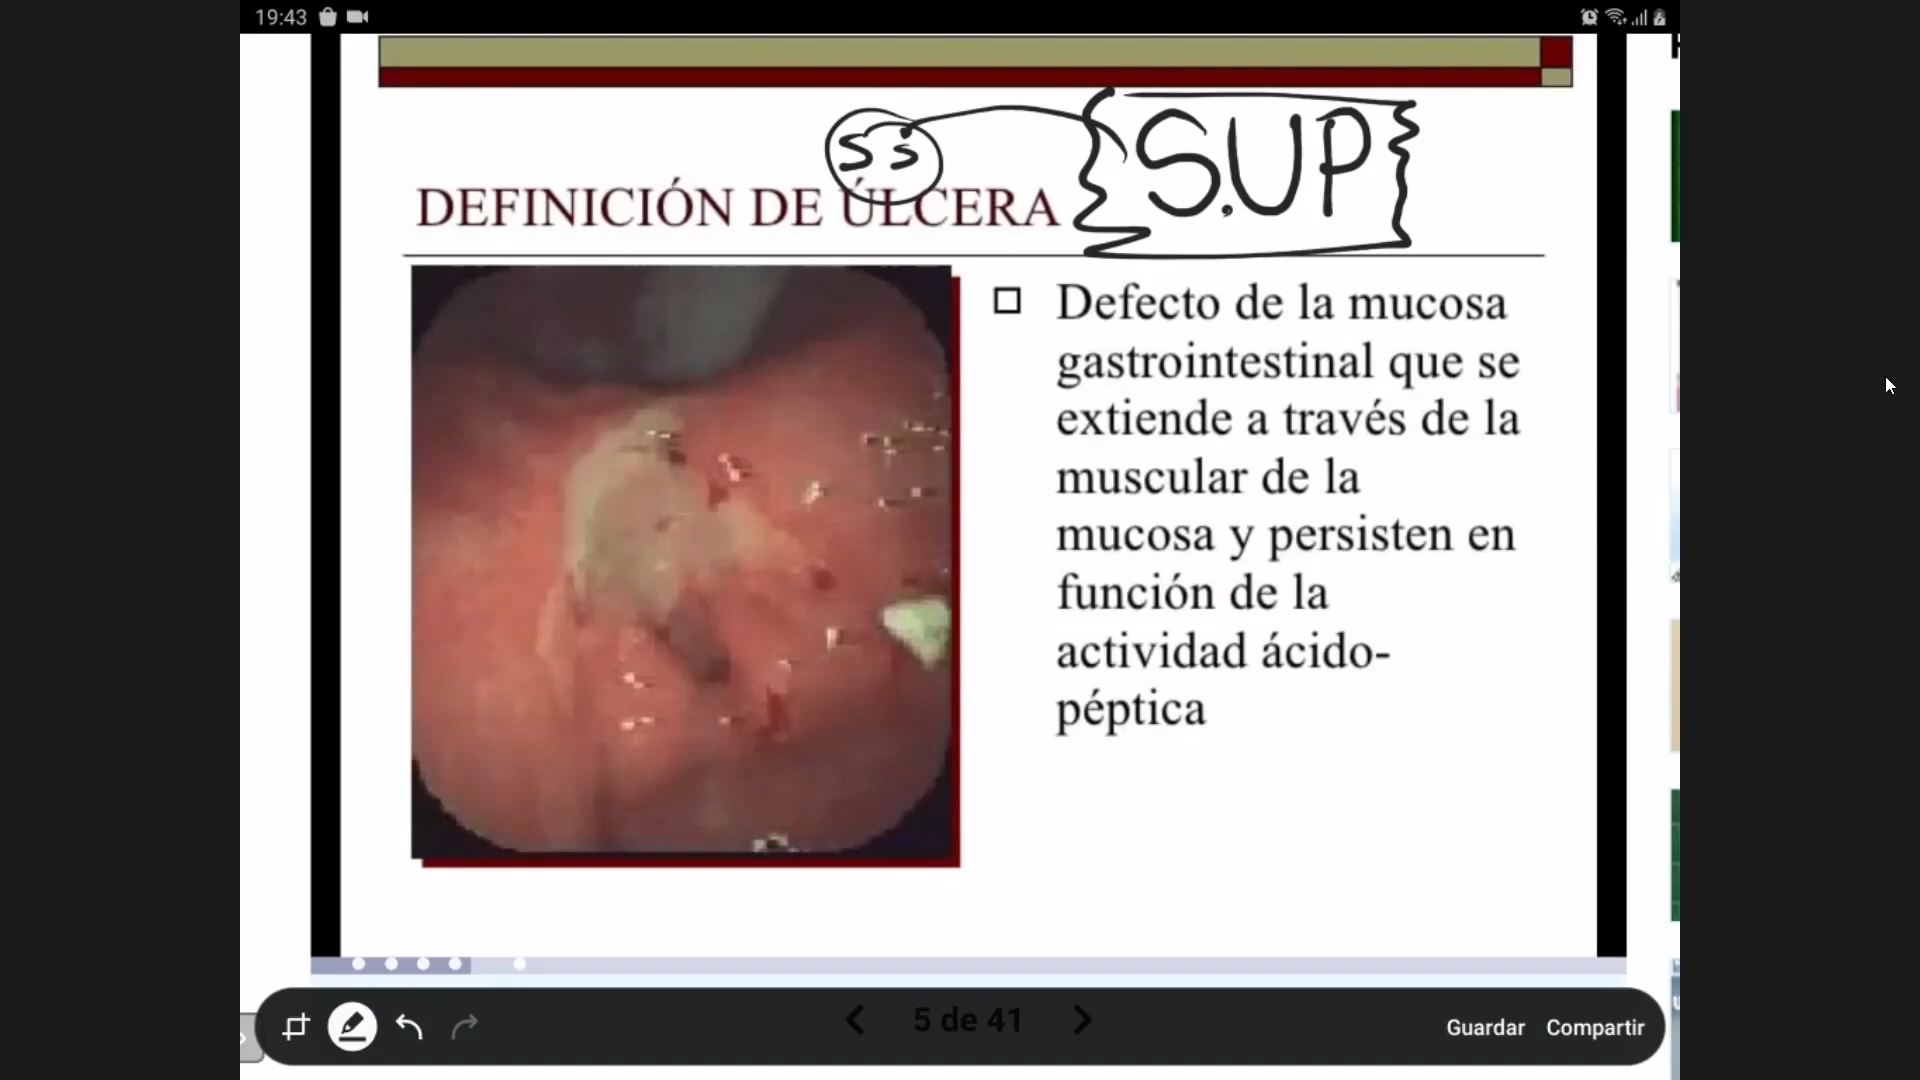 19:43
S S
S.UP
DEFINICIÓN DE ÚLCERA
Defecto de la mucosa
gastrointestinal que se
extiende a través de la
muscular de la
mucosa y persisten en
función de la
actividad ácido-
péptica
5 de 41
Guardar Compartir